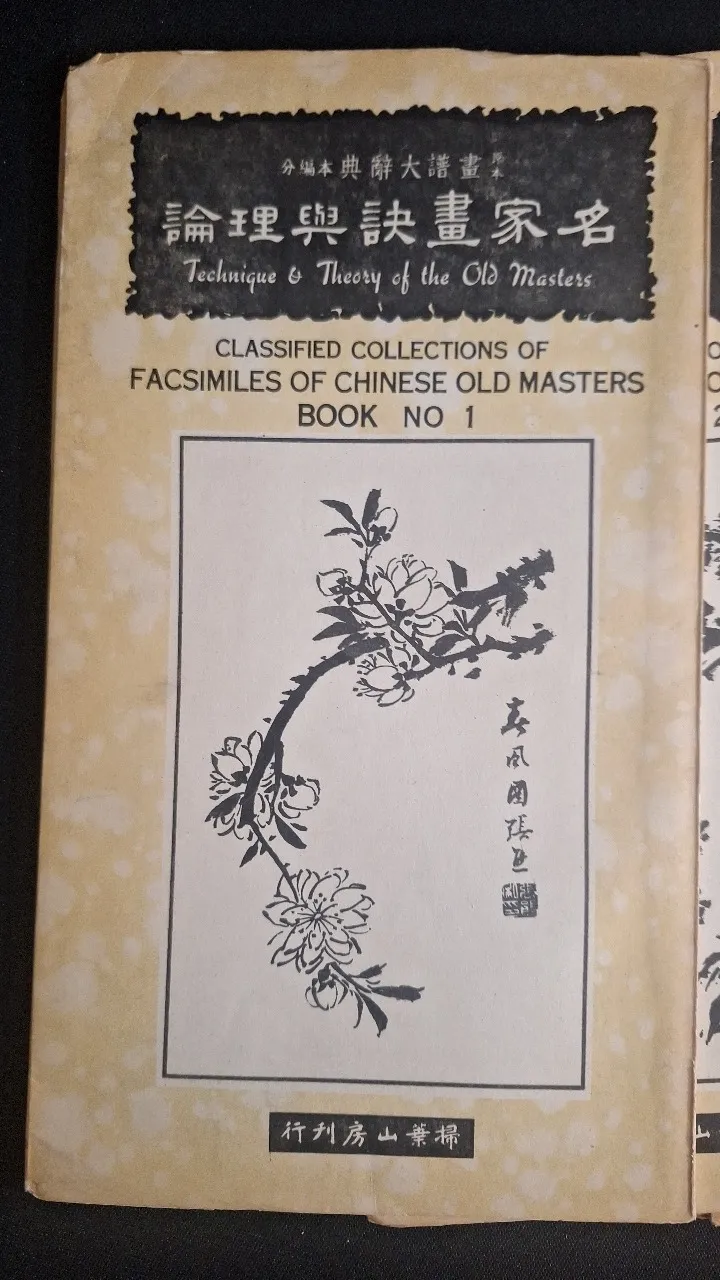 畫譜大辭典本編分
名家畫訣與理論
Technique & Theory of the Old Masters
CLASSIFIED COLLECTIONS OF
FACSIMILES OF CHINESE OLD MASTERS
BOOK NO 1
春風
掃葉山房刊行